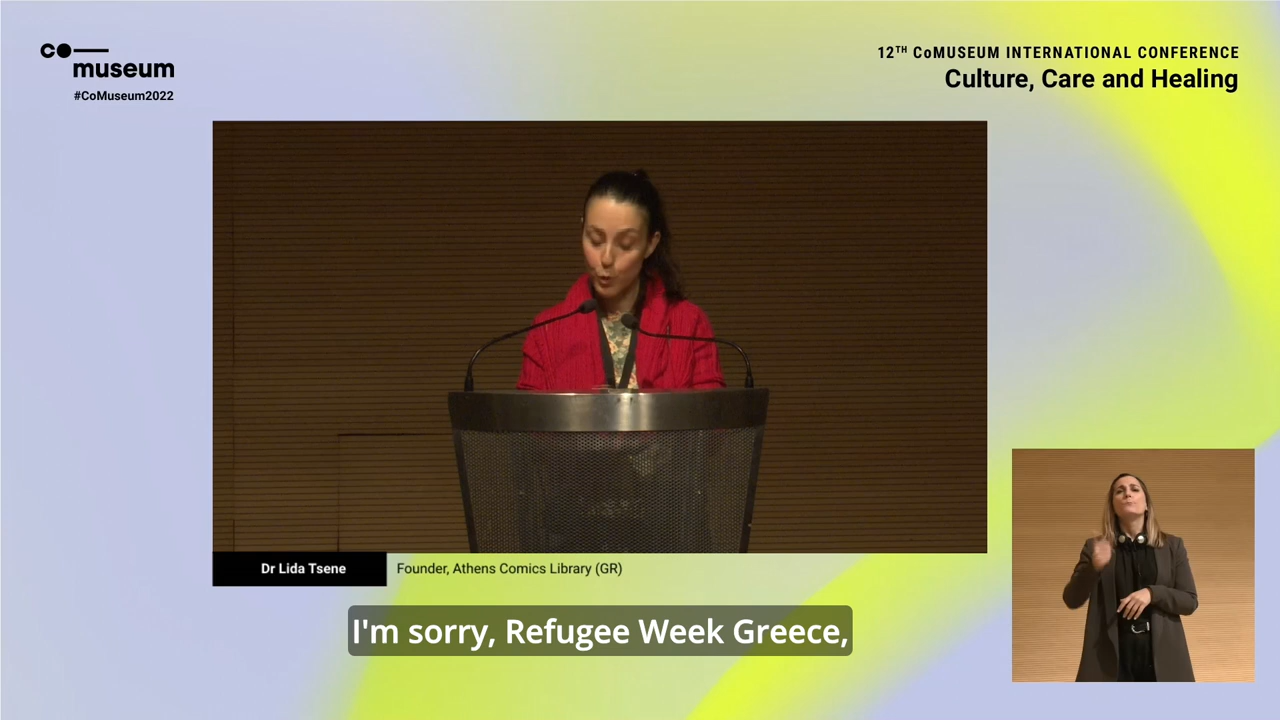 co
museum
#CoMuseum2022
12TH CoMUSEUM INTERNATIONAL CONFERENCE
Culture, Care and Healing
Dr Lida Tsene
Founder, Athens Comics Library (GR)
I'm sorry, Refugee Week Greece,